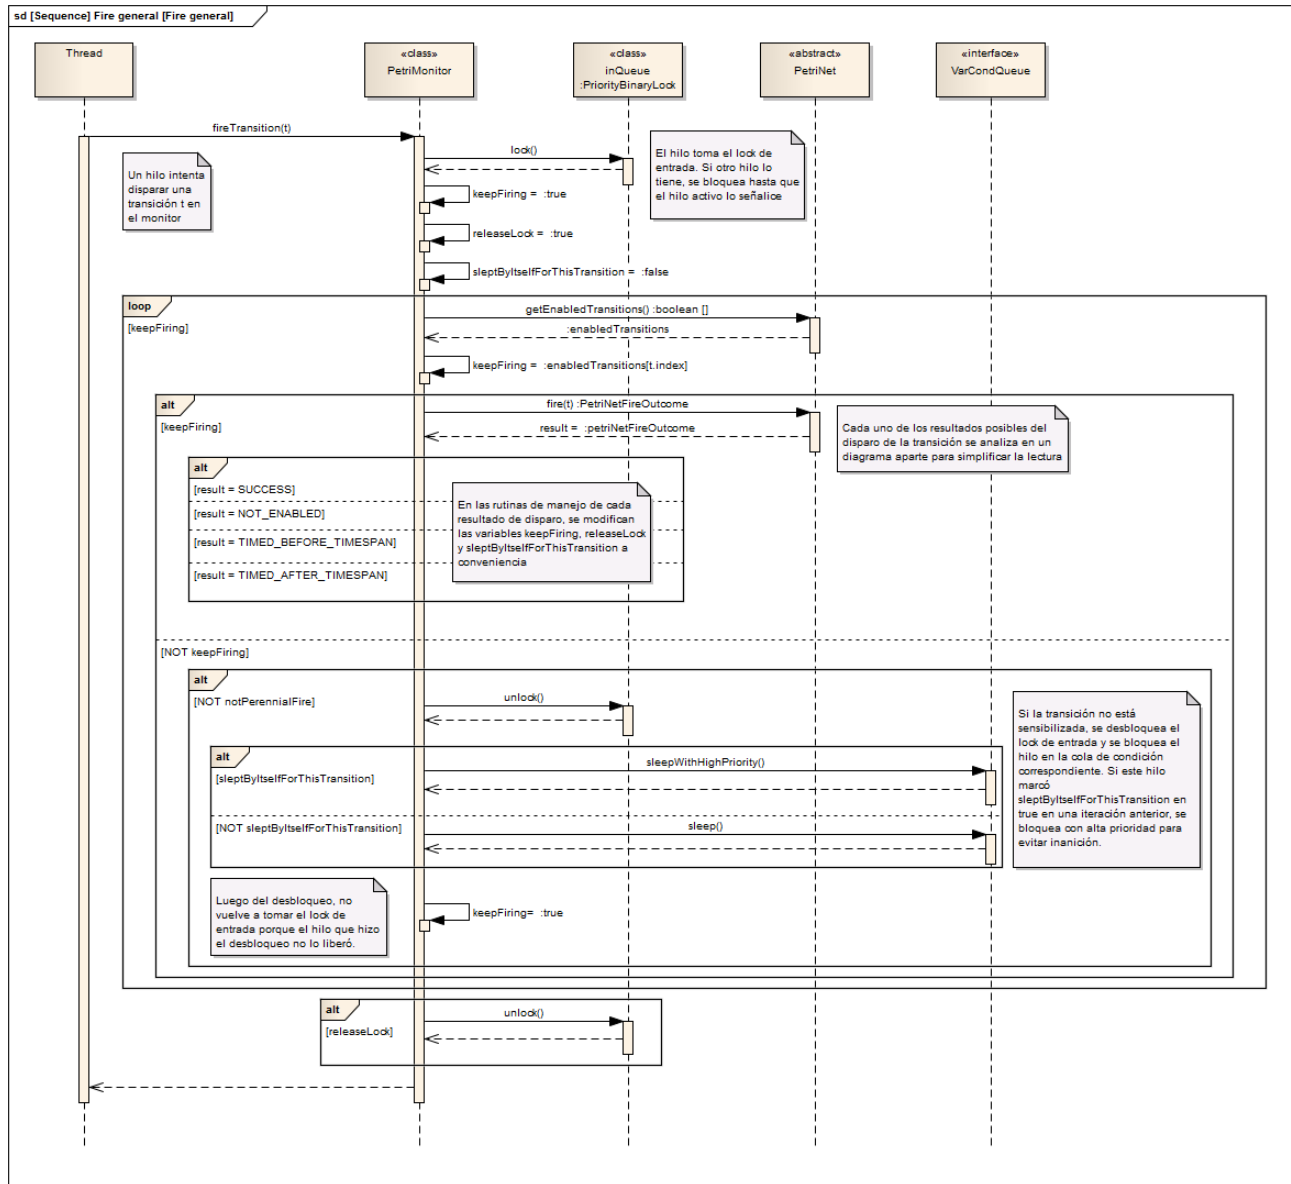 sd [Sequence] Fire general [Fire general]
Thread
«class»
PetriMonitor
«class»
inQueue
:PriorityBinaryLock
«abstract»
PetriNet
«interface»
VarCondQueue
fireTransition(t)
Un hilo intenta
disparar una
transición t en
el monitor
lock()
El hilo toma el lock de
entrada. Si otro hilo lo
tiene, se bloquea hasta que
el hilo activo lo señalice
keepFiring = :true
releaseLock = :true
sleptByItselfForThisTransition = :false
loop
[keepFiring]
getEnabledTransitions() :boolean []
:enabledTransitions
keepFiring = :enabledTransitions[t.index]
alt
[keepFiring]
fire(t) :PetriNetFireOutcome
result = :petriNetFireOutcome
Cada uno de los resultados posibles del
disparo de la transición se analiza en un
diagrama aparte para simplificar la lectura
alt
[result = SUCCESS]
[result = NOT_ENABLED]
[result = TIMED_BEFORE_TIMESPAN]
[result = TIMED_AFTER_TIMESPAN]
En las rutinas de manejo de cada
resultado de disparo, se modifican
las variables keepFiring, releaseLock
y sleptByItselfForThisTransition a
conveniencia
[NOT keepFiring]
alt
[NOT notPerennialFire]
unlock()
Si la transición no está
sensibilizada, se desbloquea el
lock de entrada y se bloquea el
hilo en la cola de condición
correspondiente. Si este hilo
marcó
sleptByItselfForThisTransition en
true en una iteración anterior, se
bloquea con alta prioridad para
evitar inanición.
alt
[sleptByItselfForThisTransition]
sleepWithHighPriority()
[NOT sleptByItselfForThisTransition]
sleep()
Luego del desbloqueo, no
vuelve a tomar el lock de
entrada porque el hilo que hizo
el desbloqueo no lo liberó.
keepFiring= :true
alt
[releaseLock]
unlock()